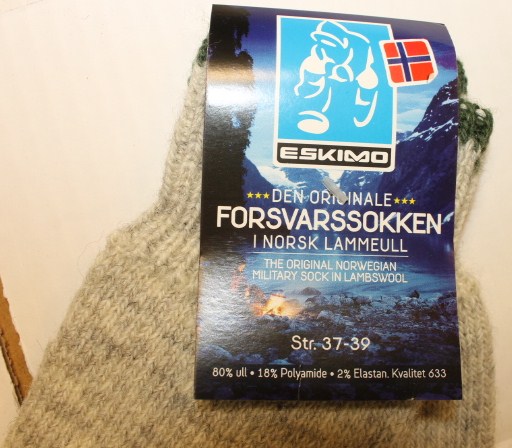 ESKIMO
★★★DEN ORIGINALE★★★
FORSVARSSOKKEN
I NORSK LAMMEULL
THE ORIGINAL NORWEGIAN
MILITARY SOCK IN LAMBSWOOL
Str. 37-39
80% ull • 18% Polyamide • 2% Elastan. Kvalitet 633